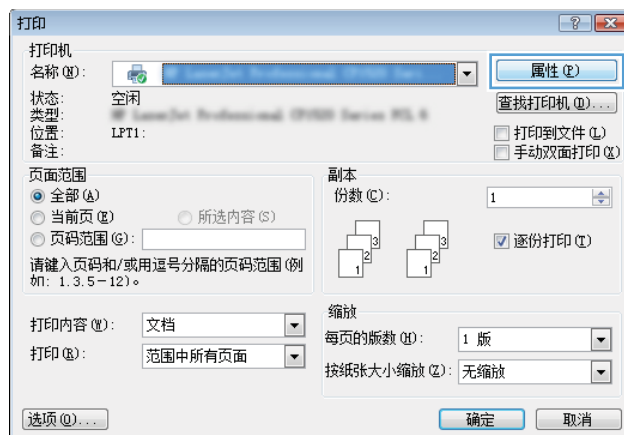 打印
打印机
名称(N):
属性(P)
状态: 空闲
类型:
查找打印机(D)...
位置: LPT1:
打印到文件(L)
备注:
手动双面打印(X)
页面范围
全部(A)
当前页(E) 所选内容(S)
页码范围(G):
请键入页码和/或用逗号分隔的页码范围(例
如: 1.3.5-12)。
副本
份数(C): 1
1 2 3
1 2 3
逐份打印(T)
打印内容(W): 文档
打印(R): 范围中所有页面
缩放
每页的版数(H): 1 版
按纸张大小缩放(Z): 无缩放
选项(O)...
确定 取消